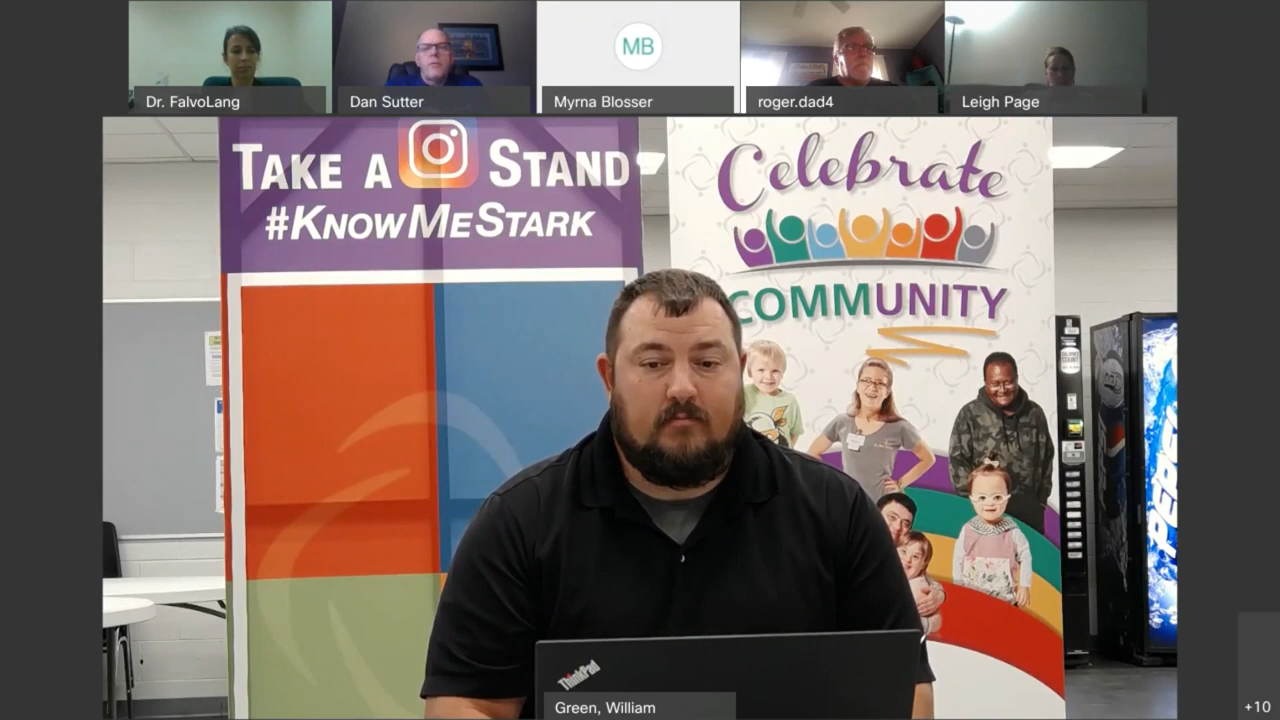 MB
Dr. FalvoLang
Dan Sutter
Myrna Blosser
roger.dad4
Leigh Page
TAKE A STAND
#KNOWMESTARK
Celebrate
COMMUNITY
PEPSI
ThinkPad
Green, William
+10